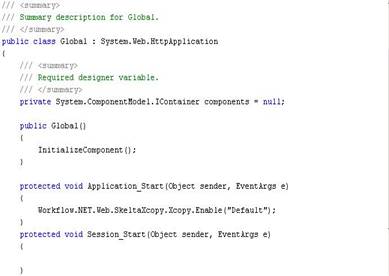 /// <summary>
/// Summary description for Global.
/// </summary>
public class Global : System.Web.HttpApplication
{
/// <summary>
/// Required designer variable.
/// </summary>
private System.ComponentModel.IContainer components = null;
public Global()
{
InitializeComponent();
}
protected void Application_Start(Object sender, EventArgs e)
{
Workflow.NET.Web.SkeltaXcopy.Xcopy.Enable("Default");
}
protected void Session_Start(Object sender, EventArgs e)
{
}